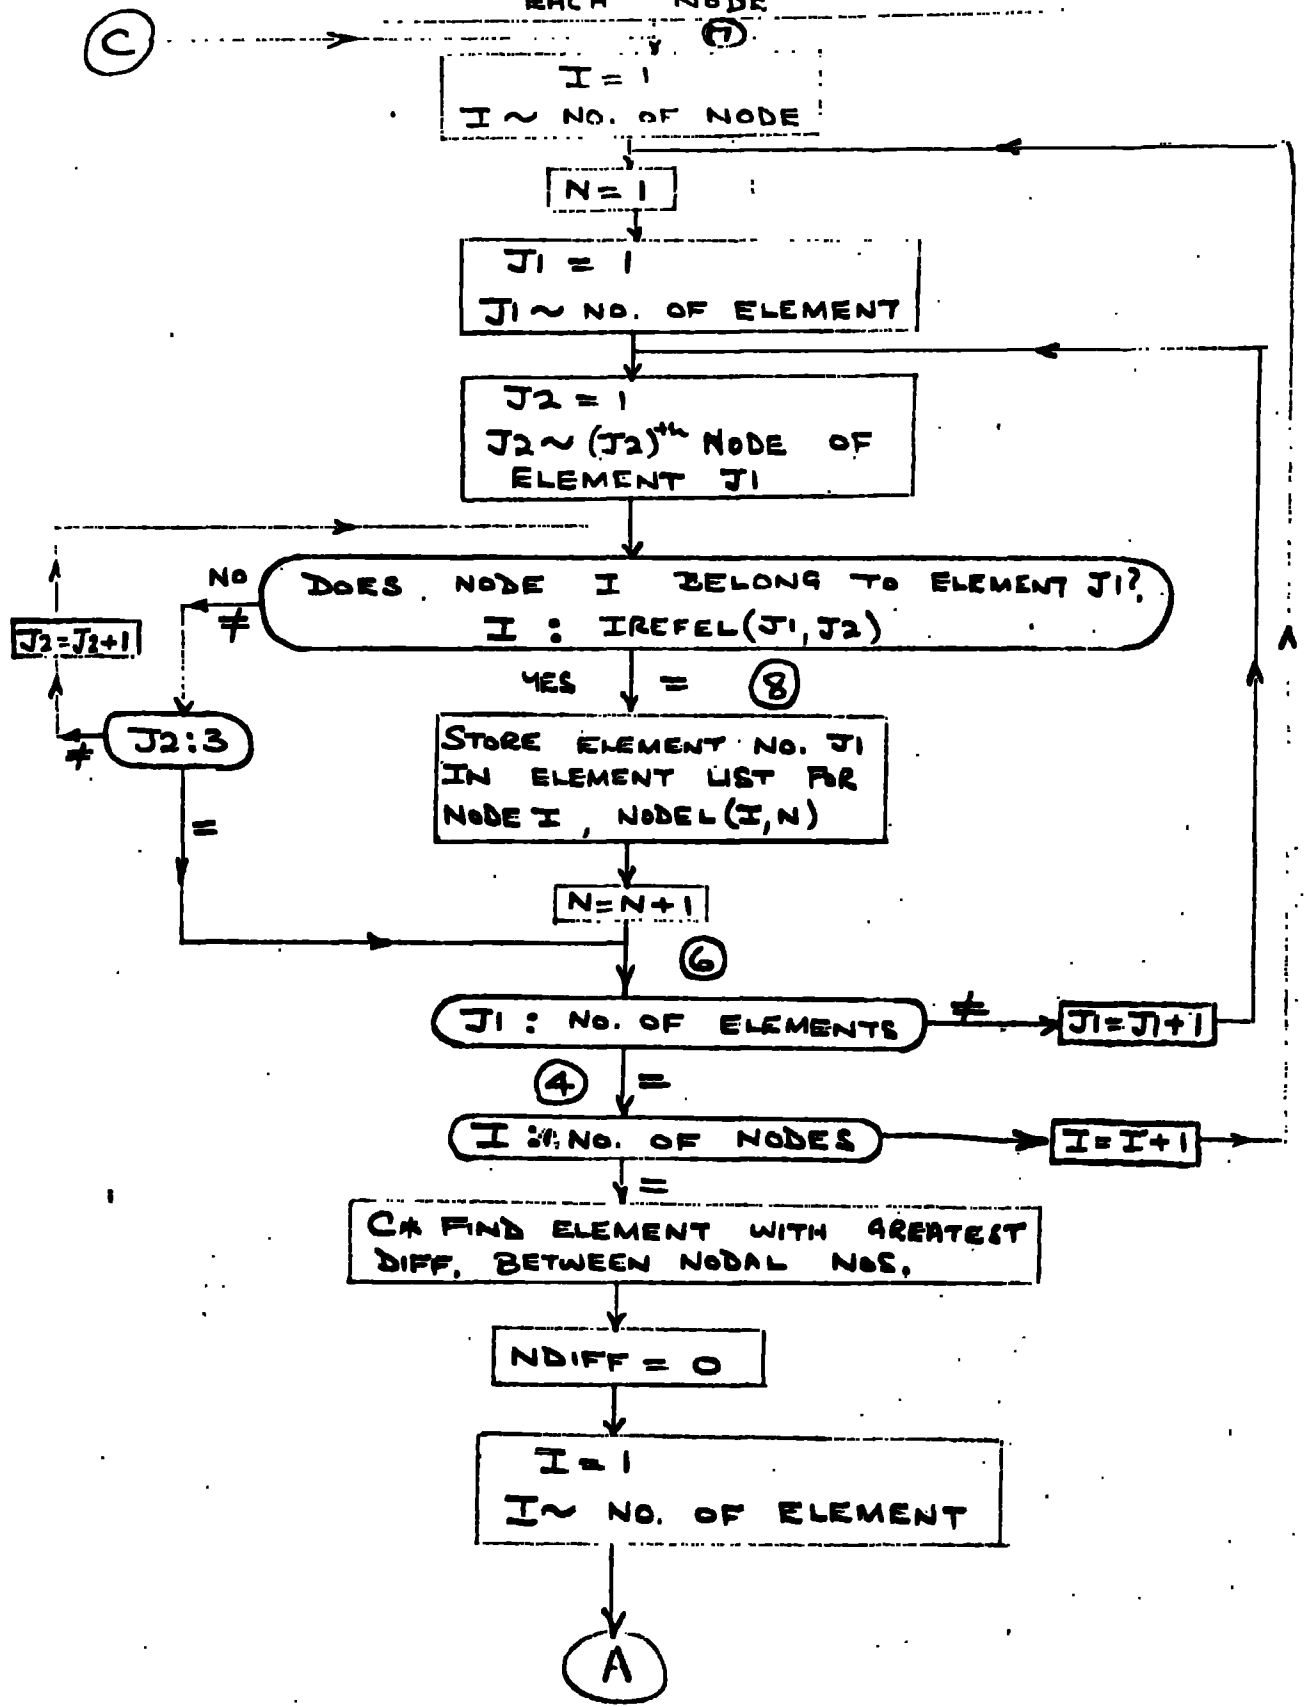 EACH NODE
C
I = 1
I ~ NO. OF NODE
N = 1
J1 = 1
J1 ~ NO. OF ELEMENT
J2 = 1
J2 ~ (J2)th NODE OF
ELEMENT J1
NO
≠
DOES NODE I BELONG TO ELEMENT J1?
I : IREFEL(J1,J2)
J2=J2+1
YES = 8
≠
J2:3
=
STORE ELEMENT NO. J1
IN ELEMENT LIST FOR
NODE I, NODEL(I,N)
N=N+1
6
J1 : NO. OF ELEMENTS
≠
J1=J1+1
4 =
I : NO. OF NODES
I=I+1
=
C* FIND ELEMENT WITH GREATEST
DIFF. BETWEEN NODAL NOS.
NDIFF = 0
I = 1
I ~ NO. OF ELEMENT
A